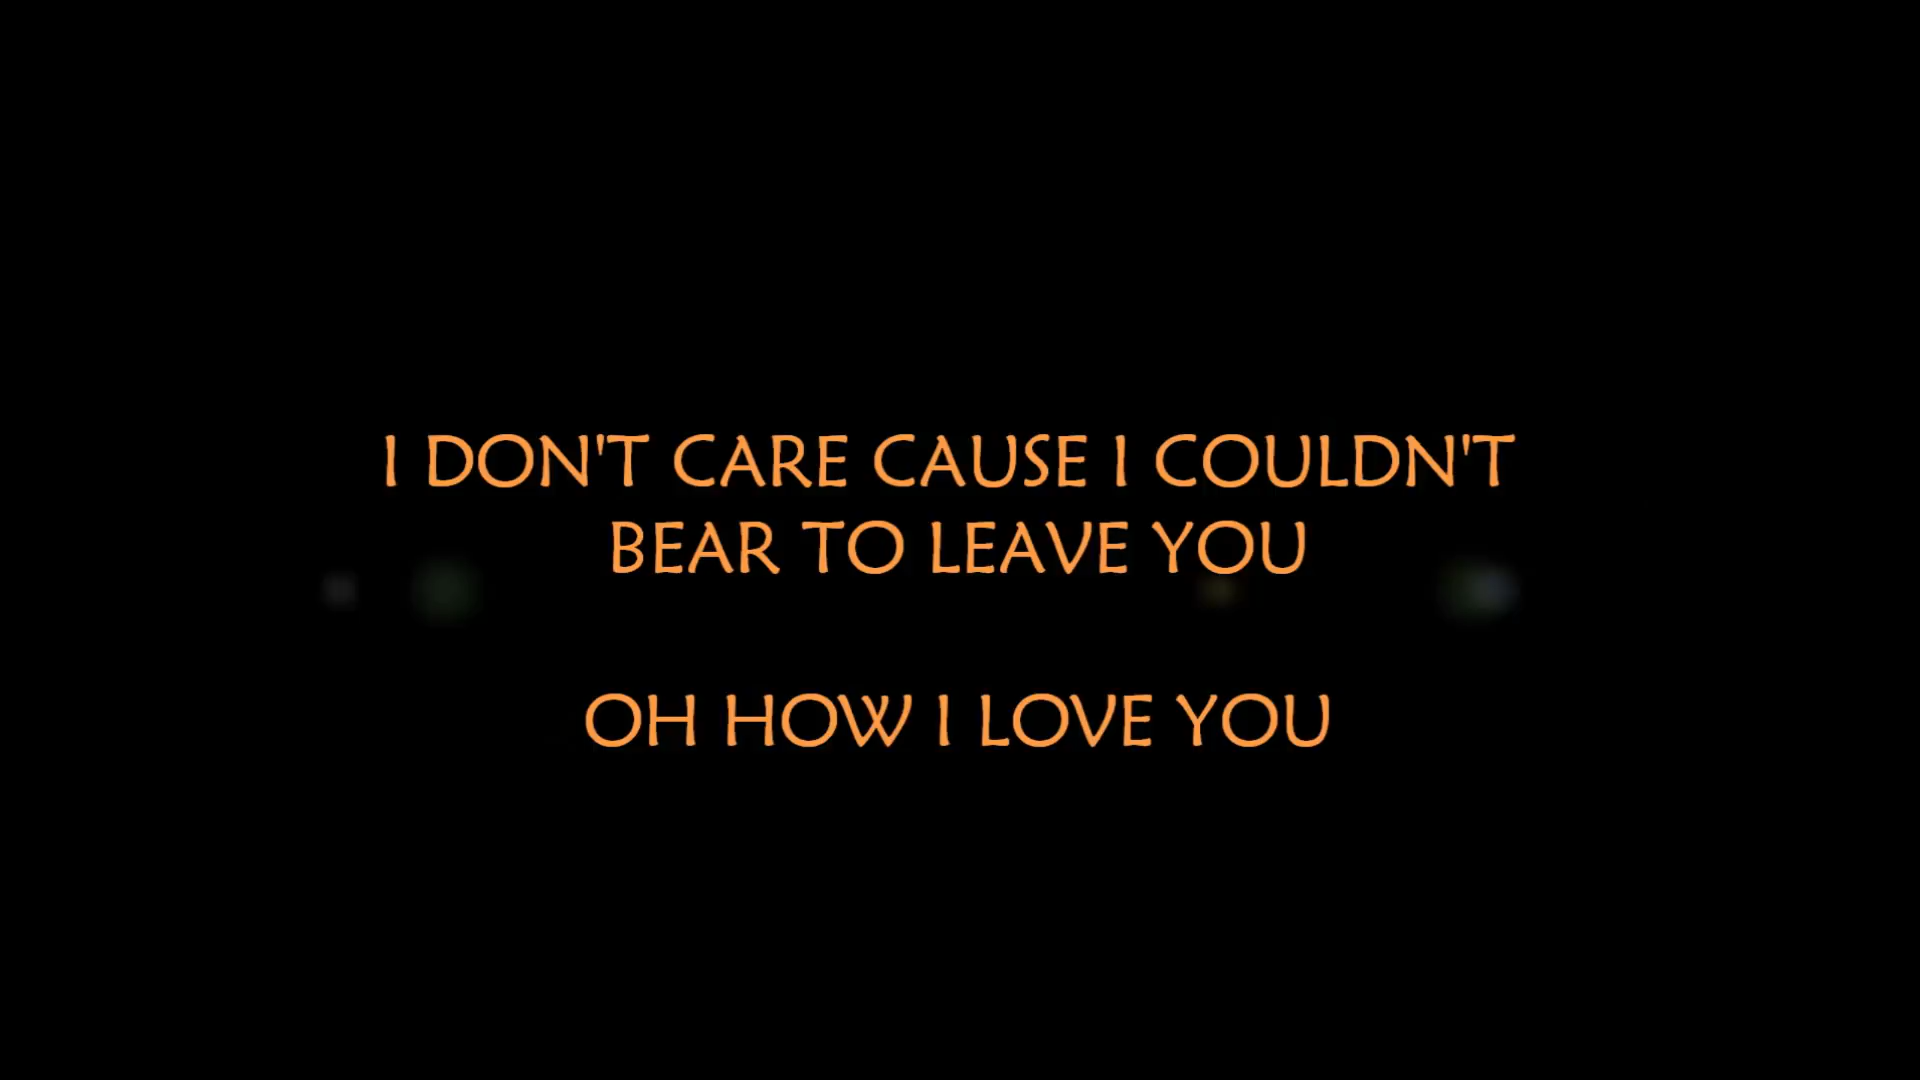 I DON'T CARE CAUSE I COULDN'T
BEAR TO LEAVE YOU
OH HOW I LOVE YOU